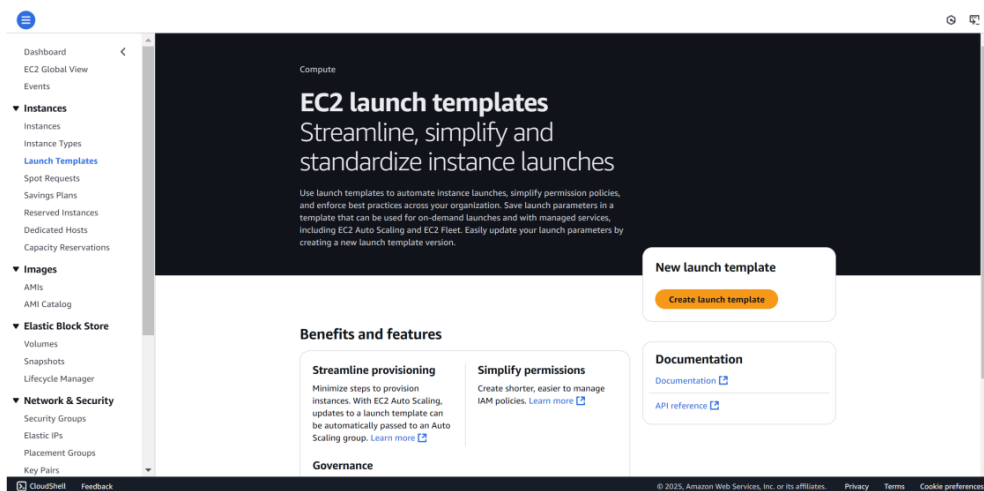 Dashboard
EC2 Global View
Events
Instances
Instances
Instance Types
Launch Templates
Spot Requests
Savings Plans
Reserved Instances
Dedicated Hosts
Capacity Reservations
Images
AMIs
AMI Catalog
Elastic Block Store
Volumes
Snapshots
Lifecycle Manager
Network & Security
Security Groups
Elastic IPs
Placement Groups
Key Pairs
Compute
EC2 launch templates
Streamline, simplify and
standardize instance launches
Use launch templates to automate instance launches, simplify permission policies,
and enforce best practices across your organization. Save launch parameters in a
template that can be used for on-demand launches and with managed services,
including EC2 Auto Scaling and EC2 Fleet. Easily update your launch parameters by
creating a new launch template version.
New launch template
Create launch template
Benefits and features
Streamline provisioning
Minimize steps to provision
instances. With EC2 Auto Scaling,
updates to a launch template can
be automatically passed to an Auto
Scaling group. Learn more
Simplify permissions
Create shorter, easier to manage
IAM policies. Learn more
Governance
Documentation
Documentation
API reference
CloudShell Feedback
© 2025, Amazon Web Services, Inc. or its affiliates. Privacy Terms Cookie preferences